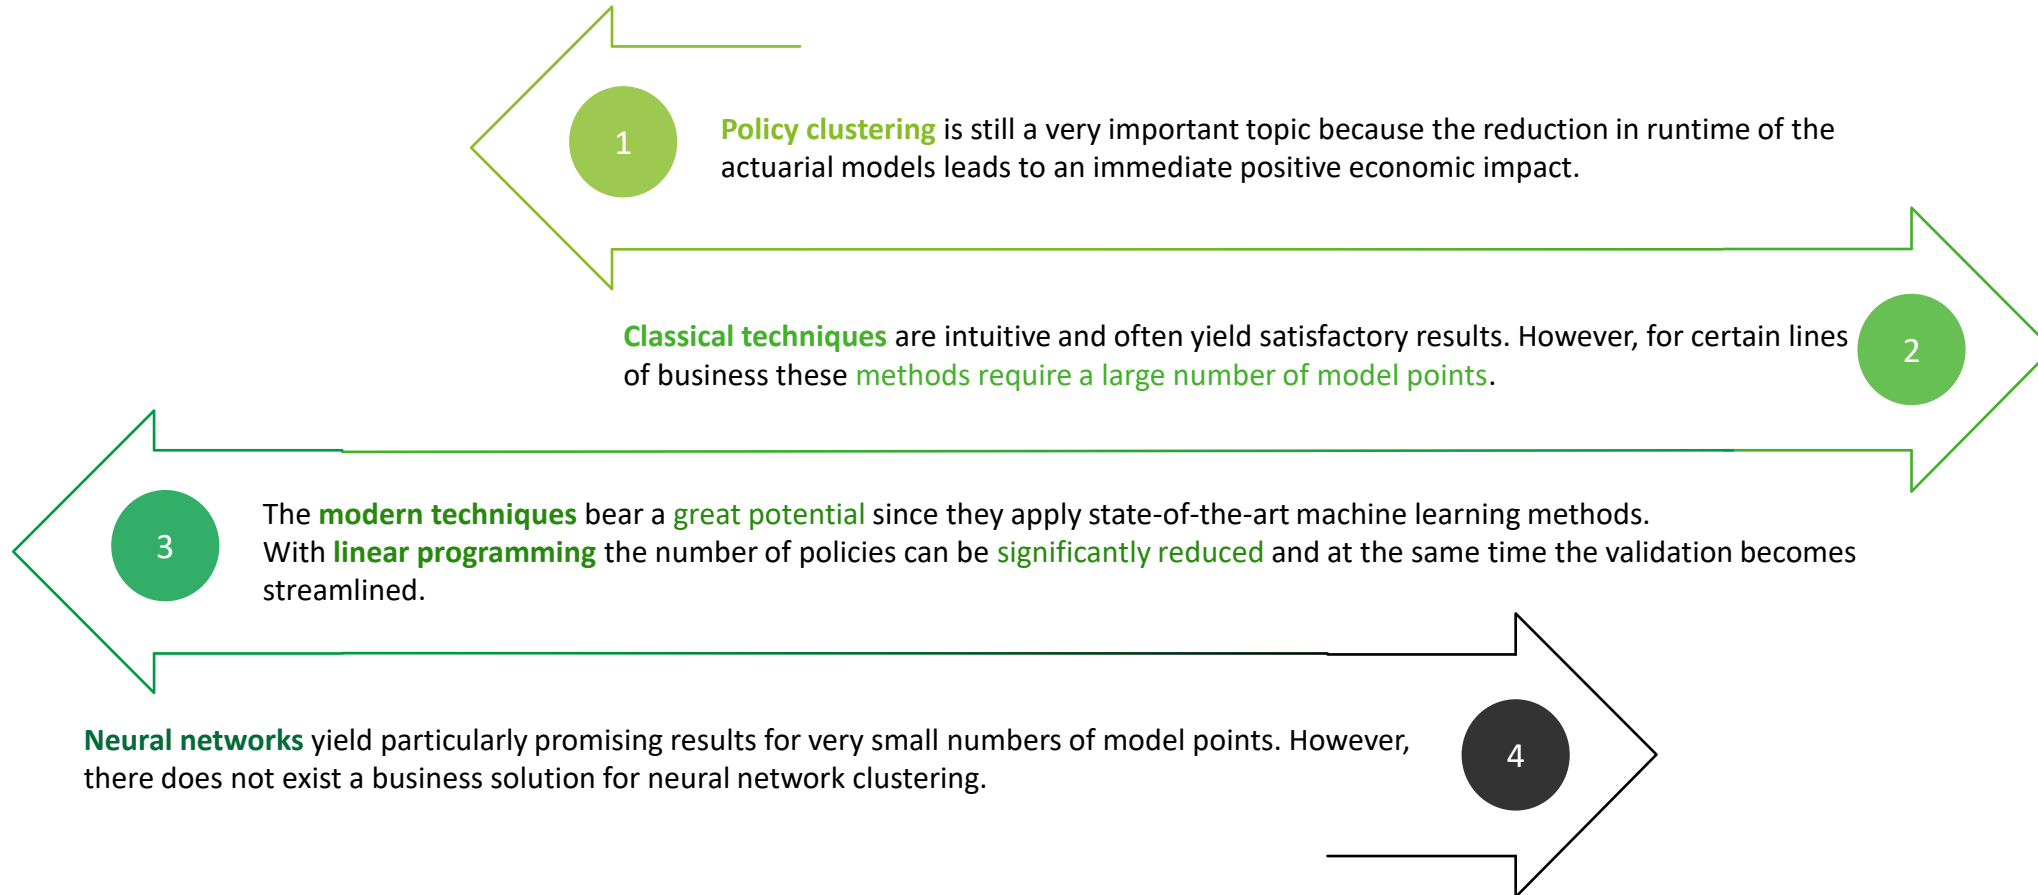 1
Policy clustering is still a very important topic because the reduction in runtime of the
actuarial models leads to an immediate positive economic impact.
Classical techniques are intuitive and often yield satisfactory results. However, for certain lines
of business these methods require a large number of model points.
2
3
The modern techniques bear a great potential since they apply state-of-the-art machine learning methods.
With linear programming the number of policies can be significantly reduced and at the same time the validation becomes
streamlined.
Neural networks yield particularly promising results for very small numbers of model points. However,
there does not exist a business solution for neural network clustering.
4